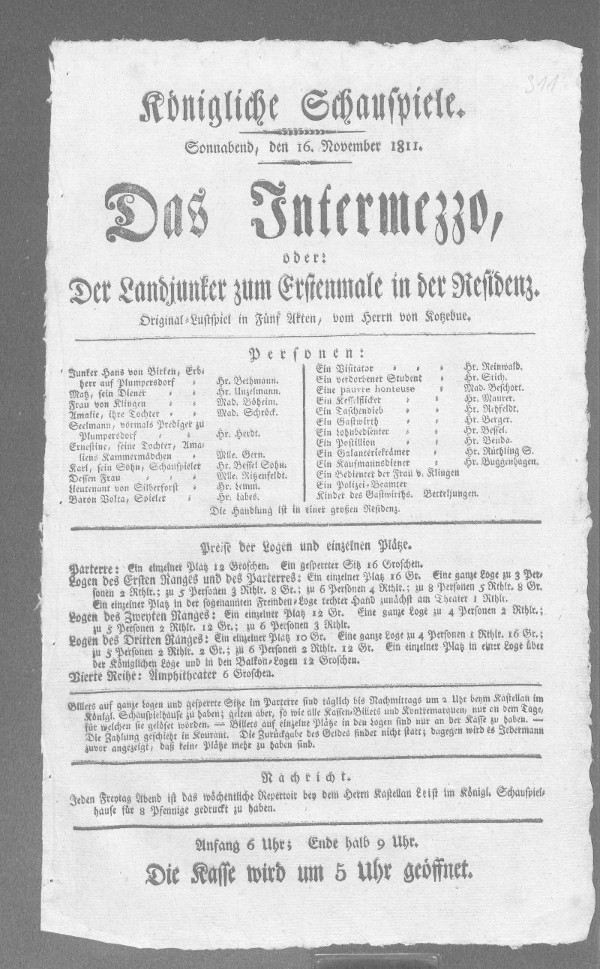 311.
Königliche Schauspiele.
Sonnabend, den 16. November 1811.
Das Intermezzo,
oder:
Der Landjunker zum Erstenmale in der Residenz.
Original-Lustspiel in Fünf Akten, vom Herrn von Kotzebue.
Personen:
Junker Hans von Birken, Erb-
herr auf Plumpersdorf Hr. Bethmann.
Matz, sein Diener Hr. Unzelmann.
Frau von Klingen Mad. Böheim.
Amalie, ihre Tochter Mad. Schröck.
Seelmann, vormals Prediger zu
Plumpersdorf Hr. Herdt.
Ernestine, seine Tochter, Ama-
liens Kammermädchen Mlle. Gern.
Karl, sein Sohn, Schauspieler Hr. Bessel Sohn.
Dessen Frau Mlle. Ritzenfeldt.
Lieutenant von Silberforst Hr. Lemm.
Baron Volta, Spieler Hr. Labes.
Ein Visitator Hr. Reinwald.
Ein verdorbener Student Hr. Stich.
Eine pauvre honteuse Mad. Beschort.
Ein Kesselflicker Hr. Maurer.
Ein Taschendieb Hr. Rehfeldt.
Ein Gastwirth Hr. Berger.
Ein Lohnbedienter Hr. Bessel.
Ein Postillion Hr. Benda.
Ein Galanteriekrämer Hr. Rüthling S.
Ein Kaufmannsdiener Hr. Buggenhagen.
Ein Bedienter der Frau v. Klingen
Ein Polizei-Beamter
Kinder des Gastwirths. Betteljungen.
Die Handlung ist in einer großen Residenz.
Preise der Logen und einzelnen Plätze.
Parterre: Ein einzelner Platz 12 Groschen. Ein gesperrter Sitz 16 Groschen.
Logen des Ersten Ranges und des Parterres: Ein einzelner Platz 16 Gr. Eine ganze Loge zu 3 Per-
sonen 2 Rthlr.; zu 5 Personen 3 Rthlr. 8 Gr.; zu 6 Personen 4 Rthlr.; zu 8 Personen 5 Rthlr. 8 Gr.
Ein einzelner Platz in der sogenannten Fremden-Loge rechter Hand zunächst am Theater 1 Rthlr.
Logen des Zweyten Ranges: Ein einzelner Platz 12 Gr. Eine ganze Loge zu 4 Personen 2 Rthlr.;
zu 5 Personen 2 Rthlr. 12 Gr.; zu 6 Personen 3 Rthlr.
Logen des Dritten Ranges: Ein einzelner Platz 10 Gr. Eine ganze Loge zu 4 Personen 1 Rthlr. 16 Gr.;
zu 5 Personen 2 Rthlr. 2 Gr.; zu 6 Personen 2 Rthlr. 12 Gr. Ein einzelner Platz in einer Loge über
der Königlichen Loge und in den Balkon-Logen 12 Groschen.
Vierte Reihe: Amphitheater 6 Groschen.
Billets auf ganze Logen und gesperrte Sitze im Parterre sind täglich bis Nachmittags um 2 Uhr beym Kastellan im
Königl. Schauspielhause zu haben; gelten aber, so wie alle Kassen-Billets und Kontremarquen, nur an dem Tage,
für welchen sie gelöset worden. — Billets auf einzelne Plätze in den Logen sind nur an der Kasse zu haben. —
Die Zahlung geschieht in Kourant. Die Zurückgabe des Geldes findet nicht statt; dagegen wird es Jedermann
zuvor angezeigt, daß keine Plätze mehr zu haben sind.
Nachricht.
Jeden Freytag Abend ist das wöchentliche Repertoir bey dem Herrn Kastellan Leist im Königl. Schauspiel-
hause für 8 Pfennige gedruckt zu haben.
Anfang 6 Uhr; Ende halb 9 Uhr.
Die Kasse wird um 5 Uhr geöffnet.